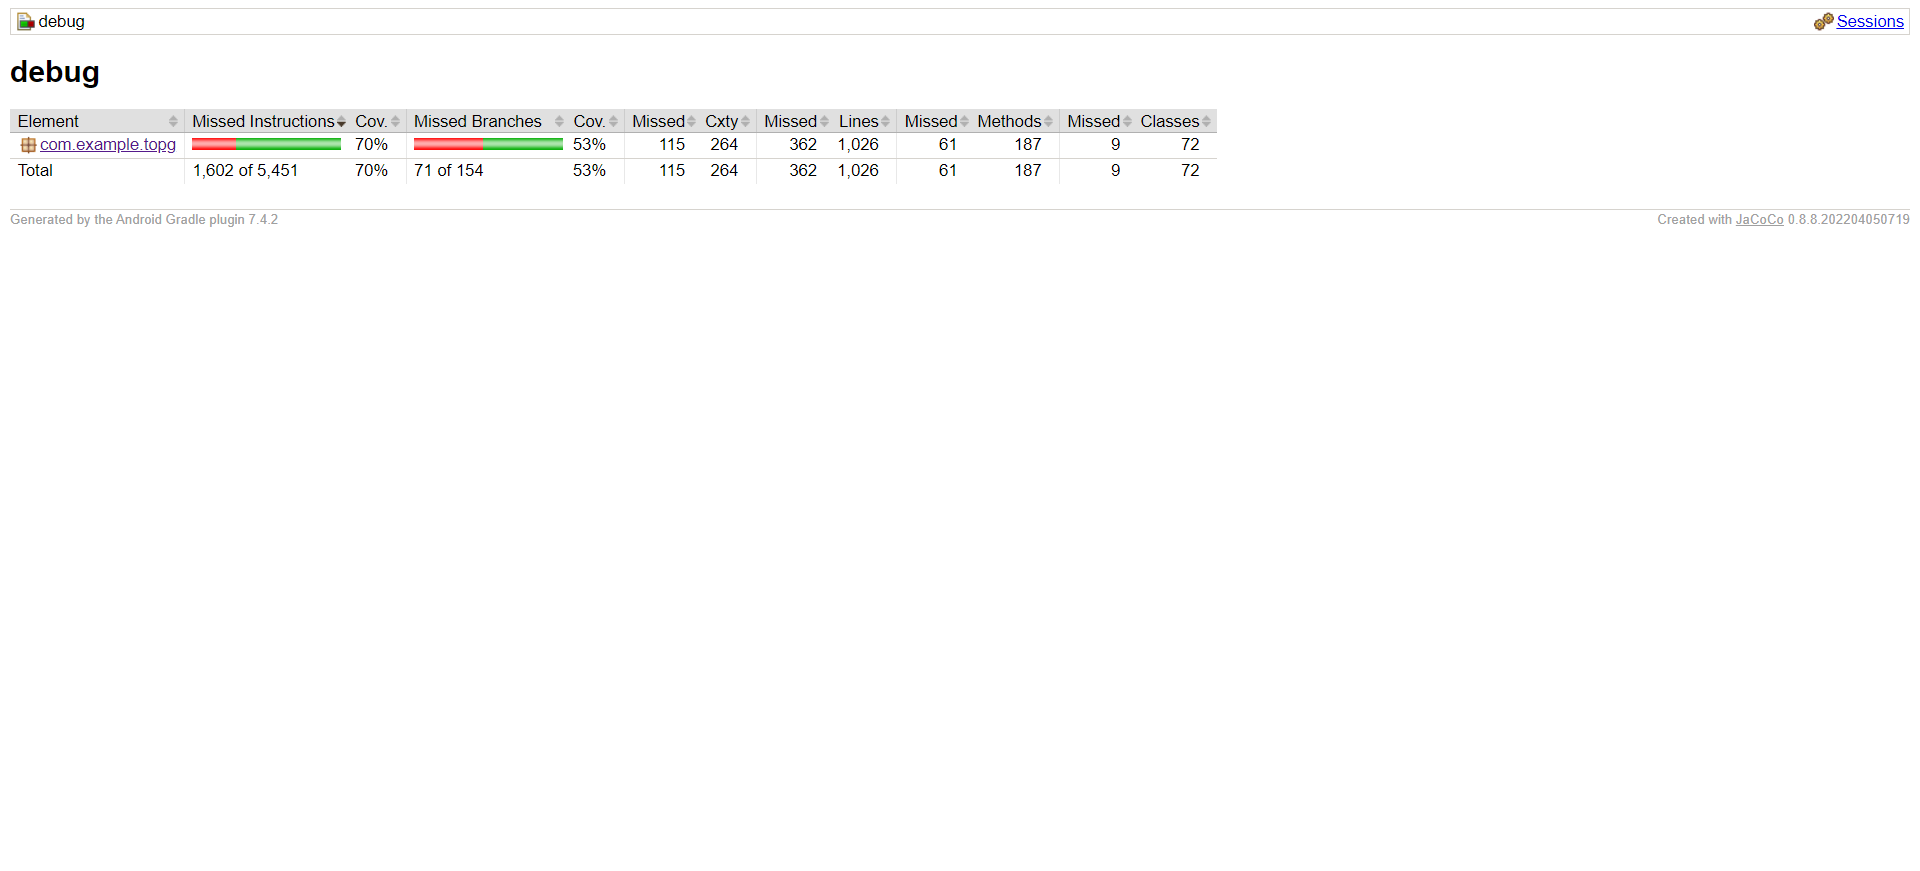 debug Sessions
debug
Element Missed Instructions Cov. Missed Branches Cov. Missed Cxty Missed Lines Missed Methods Missed Classes
com.example.topg 70% 53% 115 264 362 1,026 61 187 9 72
Total 1,602 of 5,451 70% 71 of 154 53% 115 264 362 1,026 61 187 9 72
Generated by the Android Gradle plugin 7.4.2 Created with JaCoCo 0.8.8.202204050719